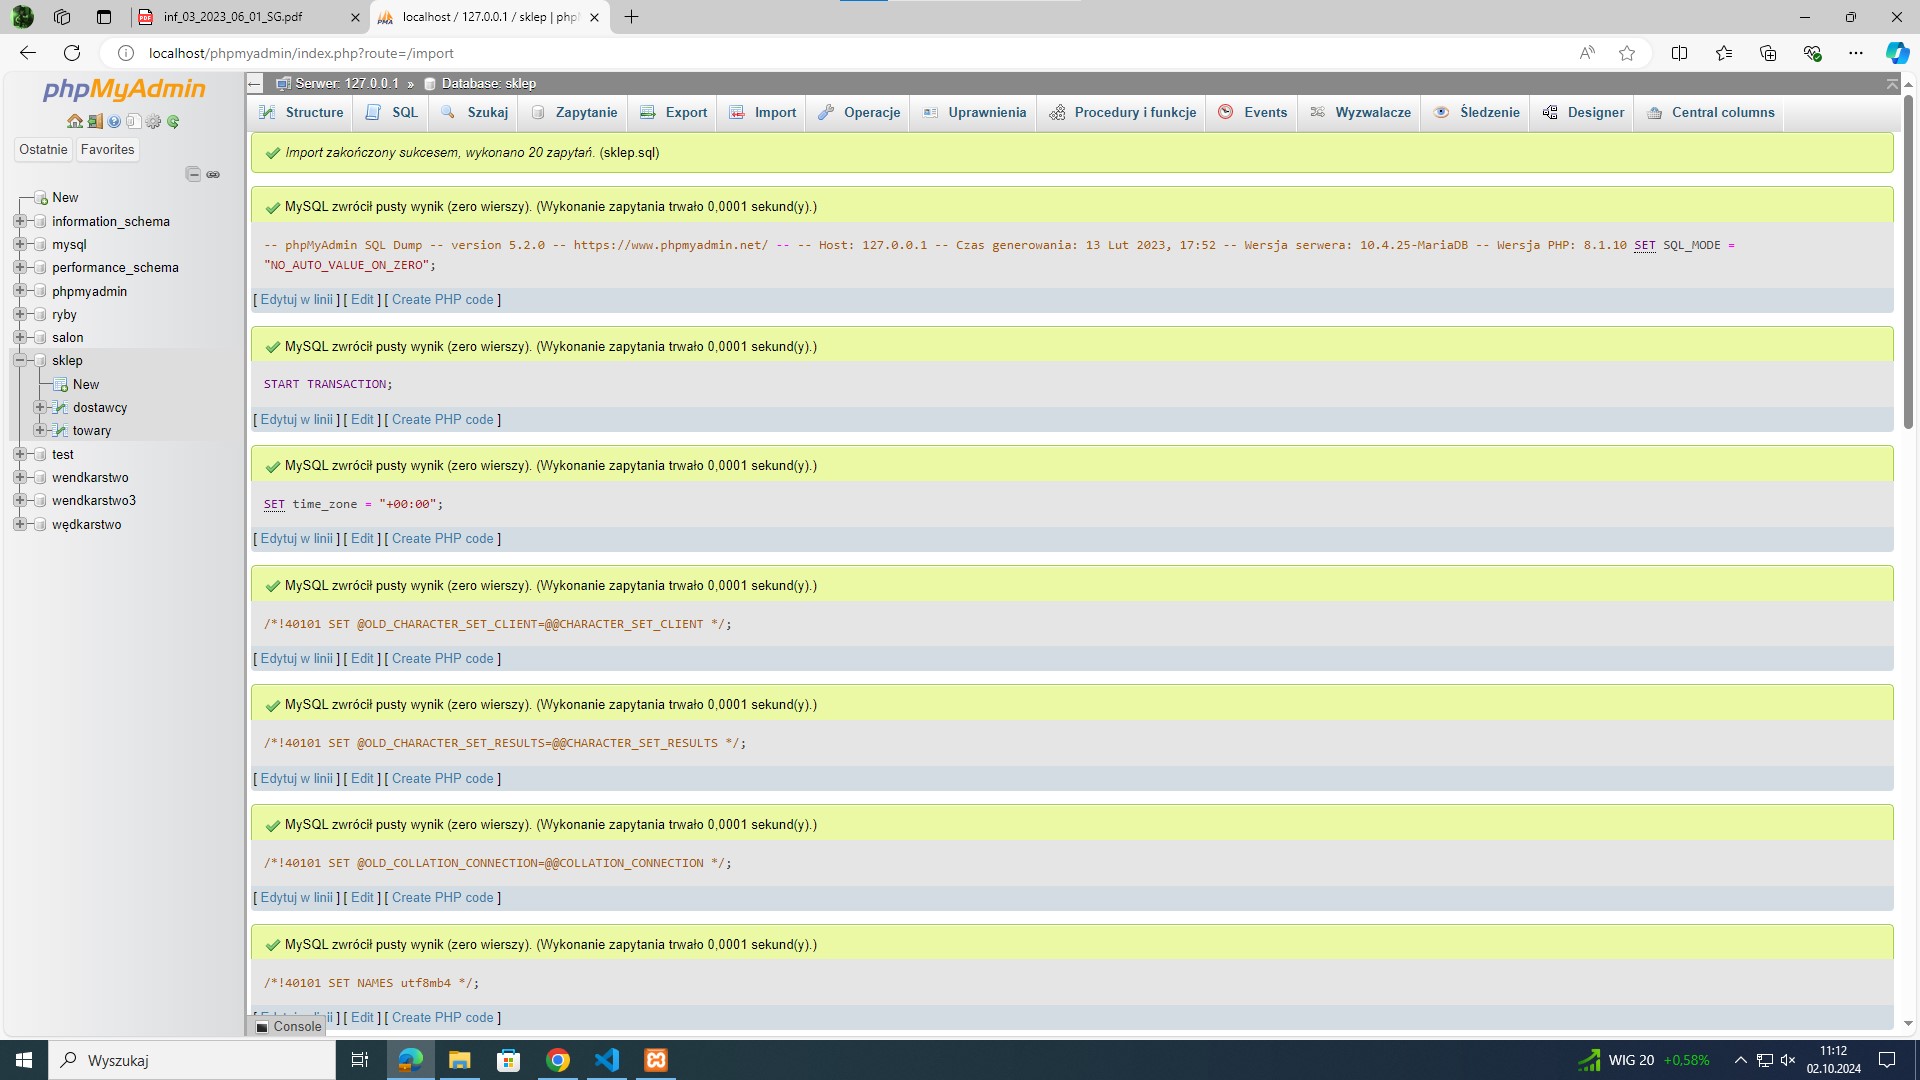 inf_03_2023_06_01_SG.pdf
localhost / 127.0.0.1 / sklep | php
localhost/phpmyadmin/index.php?route=/import
phpMyAdmin
Ostatnie
Favorites
New
information_schema
mysql
performance_schema
phpmyadmin
ryby
salon
sklep
New
dostawcy
towary
test
wendkarstwo
wendkarstwo3
wędkarstwo
Serwer: 127.0.0.1 » Database: sklep
Structure SQL Szukaj Zapytanie Export Import Operacje Uprawnienia Procedury i funkcje Events Wyzwalacze Śledzenie Designer Central columns
Import zakończony sukcesem, wykonano 20 zapytań. (sklep.sql)
MySQL zwrócił pusty wynik (zero wierszy). (Wykonanie zapytania trwało 0,0001 sekund(y).)
-- phpMyAdmin SQL Dump -- version 5.2.0 -- https://www.phpmyadmin.net/ -- -- Host: 127.0.0.1 -- Czas generowania: 13 Lut 2023, 17:52 -- Wersja serwera: 10.4.25-MariaDB -- Wersja PHP: 8.1.10 SET SQL_MODE =
"NO_AUTO_VALUE_ON_ZERO";
[ Edytuj w linii ] [ Edit ] [ Create PHP code ]
MySQL zwrócił pusty wynik (zero wierszy). (Wykonanie zapytania trwało 0,0001 sekund(y).)
START TRANSACTION;
[ Edytuj w linii ] [ Edit ] [ Create PHP code ]
MySQL zwrócił pusty wynik (zero wierszy). (Wykonanie zapytania trwało 0,0001 sekund(y).)
SET time_zone = "+00:00";
[ Edytuj w linii ] [ Edit ] [ Create PHP code ]
MySQL zwrócił pusty wynik (zero wierszy). (Wykonanie zapytania trwało 0,0001 sekund(y).)
/*!40101 SET @OLD_CHARACTER_SET_CLIENT=@@CHARACTER_SET_CLIENT */;
[ Edytuj w linii ] [ Edit ] [ Create PHP code ]
MySQL zwrócił pusty wynik (zero wierszy). (Wykonanie zapytania trwało 0,0001 sekund(y).)
/*!40101 SET @OLD_CHARACTER_SET_RESULTS=@@CHARACTER_SET_RESULTS */;
[ Edytuj w linii ] [ Edit ] [ Create PHP code ]
MySQL zwrócił pusty wynik (zero wierszy). (Wykonanie zapytania trwało 0,0001 sekund(y).)
/*!40101 SET @OLD_COLLATION_CONNECTION=@@COLLATION_CONNECTION */;
[ Edytuj w linii ] [ Edit ] [ Create PHP code ]
MySQL zwrócił pusty wynik (zero wierszy). (Wykonanie zapytania trwało 0,0001 sekund(y).)
/*!40101 SET NAMES utf8mb4 */;
[ Edit ] [ Create PHP code ]
Console
Wyszukaj
WIG 20 +0,58%
11:12
02.10.2024